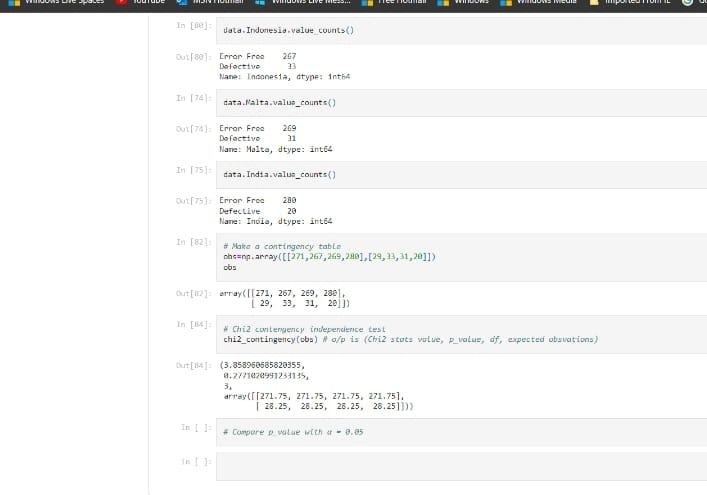 Windows Live Spaces YouTube MSN Hotmail Windows Live Mess... Free Hotmail Windows Windows Media Imported From IE
In [80]: data.Indonesia.value_counts()
Out[80]: Error Free 267
Defective 33
Name: Indonesia, dtype: int64
In [74]: data.Malta.value_counts()
Out[74]: Error Free 269
Defective 31
Name: Malta, dtype: int64
In [75]: data.India.value_counts()
Out[75]: Error Free 280
Defective 20
Name: India, dtype: int64
In [82]: # Make a contingency table
obs=np.array([[271,267,269,280],[29,33,31,20]])
obs
Out[82]: array([[271, 267, 269, 280],
[ 29, 33, 31, 20]])
In [84]: # Chi2 contengency independence test
chi2_contingency(obs) # o/p is (Chi2 stats value, p_value, df, expected obsvations)
Out[84]: (3.858960685820355,
0.2771020991233135,
3,
array([[271.75, 271.75, 271.75, 271.75],
[ 28.25, 28.25, 28.25, 28.25]]))
In [ ]: # Compare p_value with α = 0.05
In [ ]: